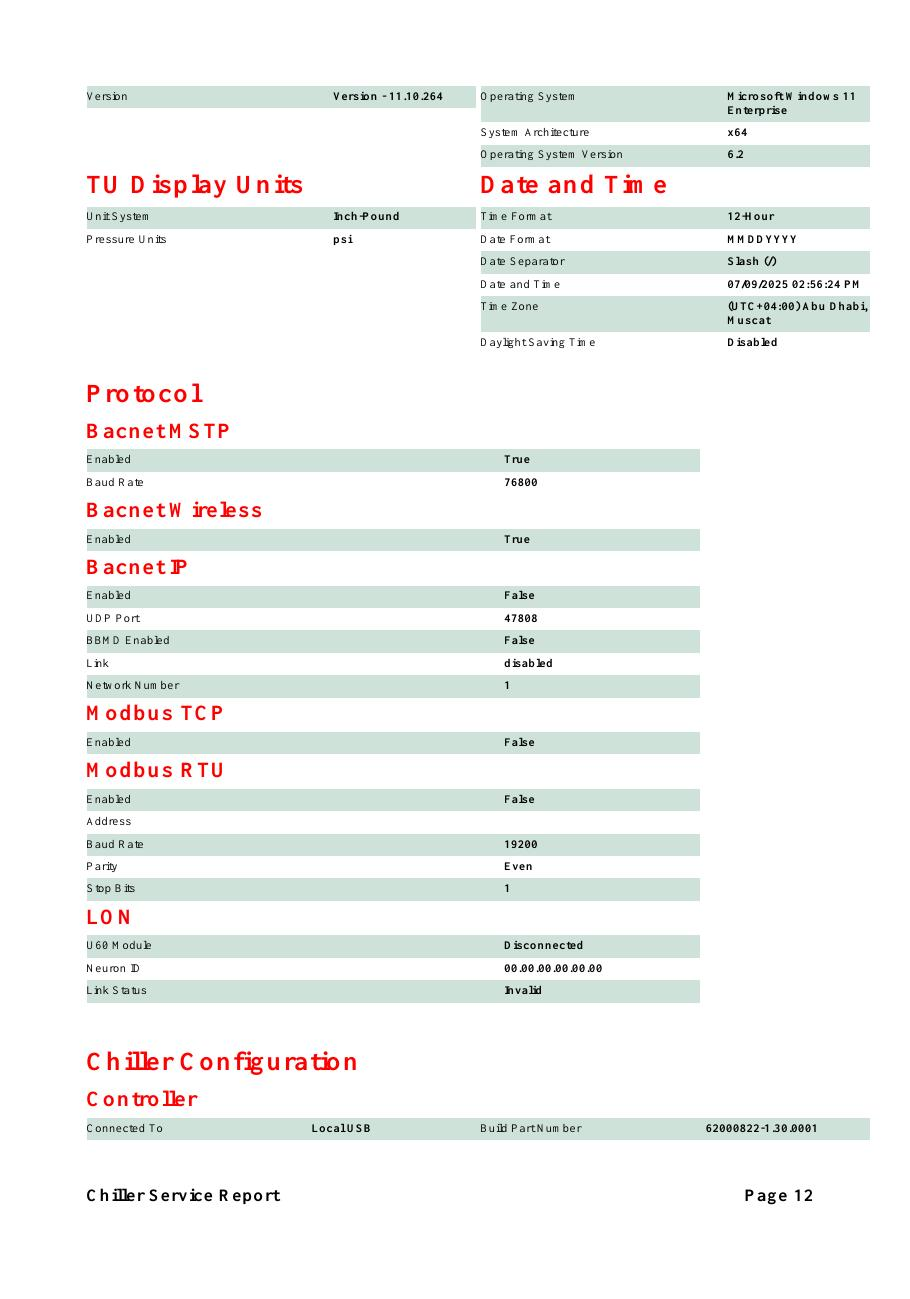 Version Version - 11.10.264 Operating System Microsoft Windows 11
Enterprise
System Architecture x64
Operating System Version 6.2
TU Display Units Date and Time
Unit System Inch-Pound Time Format 12-Hour
Pressure Units psi Date Format MMDDYYYY
Date Separator Slash (/)
Date and Time 07/09/2025 02:56:24 PM
Time Zone (UTC+04:00) Abu Dhabi,
Muscat
Daylight Saving Time Disabled
Protocol
Bacnet MSTP
Enabled True
Baud Rate 76800
Bacnet Wireless
Enabled True
Bacnet IP
Enabled False
UDP Port 47808
BBMD Enabled False
Link disabled
Network Number 1
Modbus TCP
Enabled False
Modbus RTU
Enabled False
Address
Baud Rate 19200
Parity Even
Stop Bits 1
LON
U60 Module Disconnected
Neuron ID 00.00.00.00.00.00
Link Status Invalid
Chiller Configuration
Controller
Connected To Local USB Build Part Number 62000822-1.30.0001
Chiller Service Report Page 12